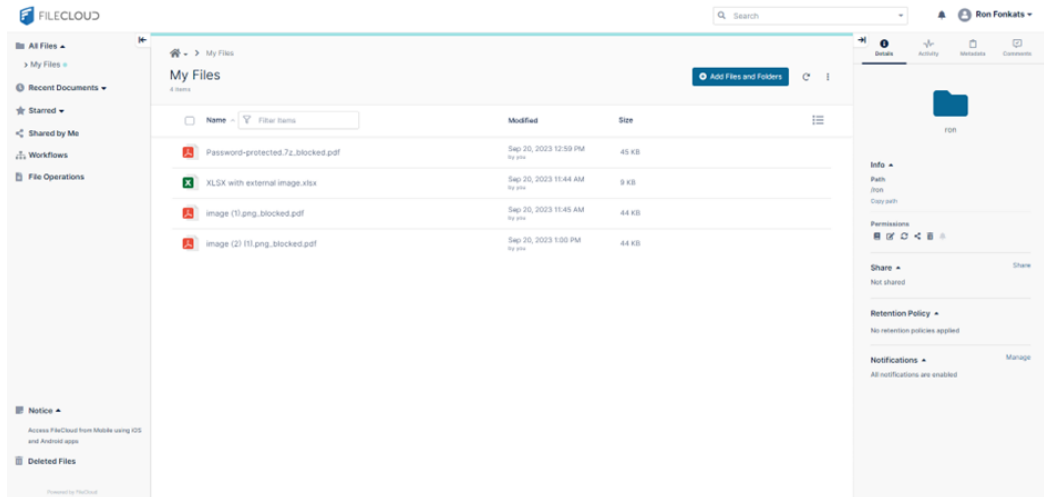 FILECLOUD
Search
Ron Fonkats
All Files
My Files
Recent Documents
Starred
Shared by Me
Workflows
File Operations
Notice
Access FileCloud from Mobile using iOS
and Android apps
Deleted Files
Powered by FileCloud
My Files
My Files
4 items
Add Files and Folders
Name Filter Items Modified Size
Password-protected.7z_blocked.pdf Sep 20, 2023 12:59 PM 45 KB
by you
XLSX with external image.xlsx Sep 20, 2023 11:44 AM 9 KB
by you
image (1).png_blocked.pdf Sep 20, 2023 11:45 AM 44 KB
by you
image (2) (1).png_blocked.pdf Sep 20, 2023 1:00 PM 44 KB
by you
Details Activity Metadata Comments
ron
Info
Path
/ron
Copy path
Permissions
Share Share
Not shared
Retention Policy
No retention policies applied
Notifications Manage
All notifications are enabled